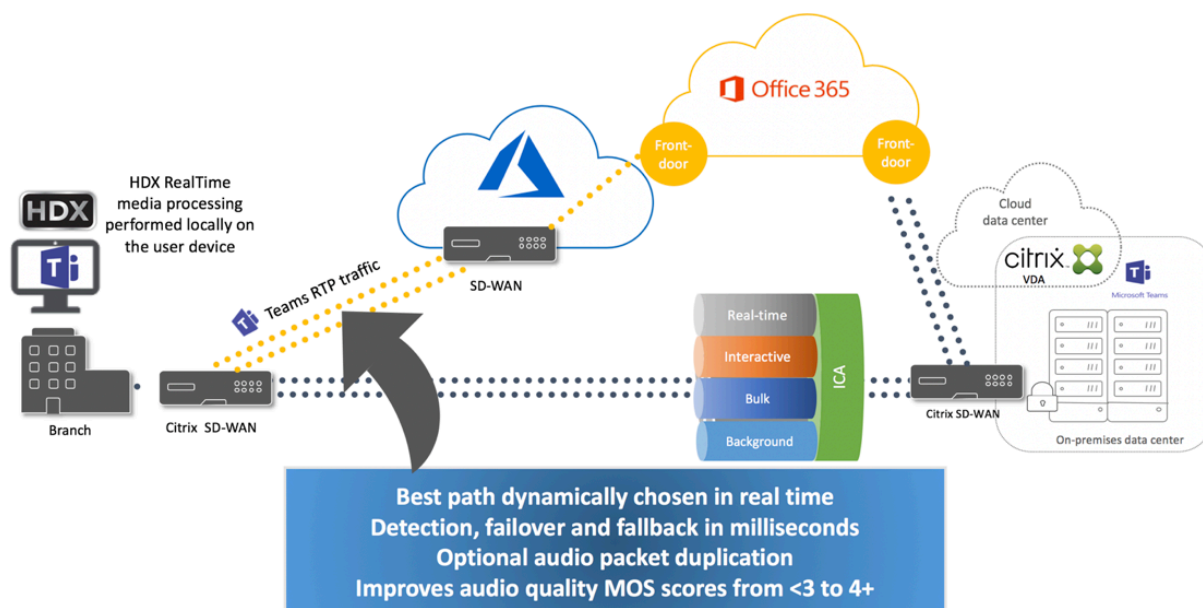 Office 365
Front-
door
Front-
door
HDX
HDX RealTime
media processing
performed locally on
the user device
Cloud
data center
SD-WAN
citrix
VDA
Microsoft Teams
T
Teams RTP traffic
T
T
Real-time
Interactive
Bulk
Background
ICA
Branch
Citrix SD-WAN
Citrix SD-WAN
On-premises data center
Best path dynamically chosen in real time
Detection, failover and fallback in milliseconds
Optional audio packet duplication
Improves audio quality MOS scores from <3 to 4+